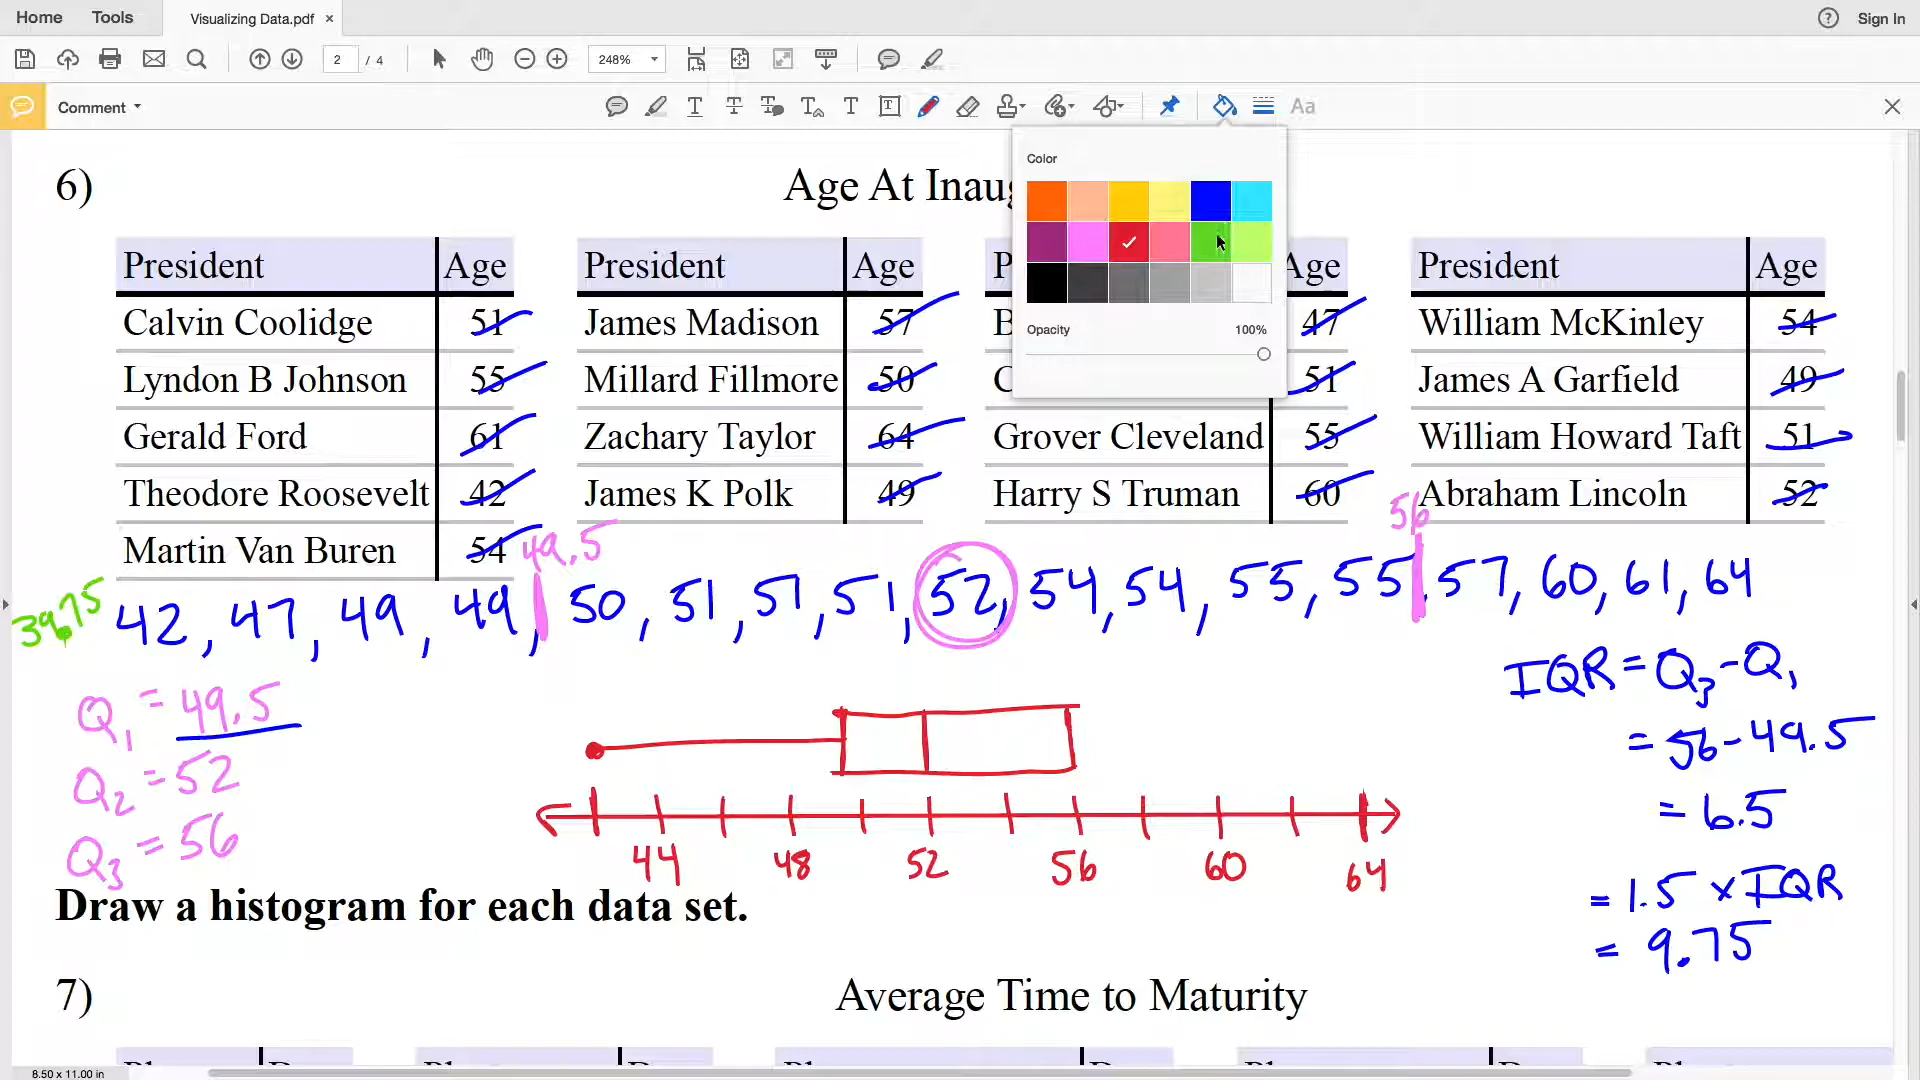 Home Tools Visualizing Data.pdf × ? Sign In
2 / 4 248%
Comment Aa
Color
Opacity 100%
6) Age At Inaug
President Age President Age P Age President Age
Calvin Coolidge 51 James Madison 57 B 47 William McKinley 54
Lyndon B Johnson 55 Millard Fillmore 50 C 51 James A Garfield 49
Gerald Ford 61 Zachary Taylor 64 Grover Cleveland 55 William Howard Taft 51
Theodore Roosevelt 42 James K Polk 49 Harry S Truman 60 Abraham Lincoln 52
Martin Van Buren 54
49.5 56
39.75 42, 47, 49, 49, 50, 51, 51, 51, 52, 54, 54, 55, 55, 57, 60, 61, 64
Q1 = 49.5
Q2 = 52
Q3 = 56
IQR = Q3 - Q1
= 56 - 49.5
= 6.5
= 1.5 x IQR
= 9.75
44 48 52 56 60 64
Draw a histogram for each data set.
7) Average Time to Maturity
8.50 x 11.00 in